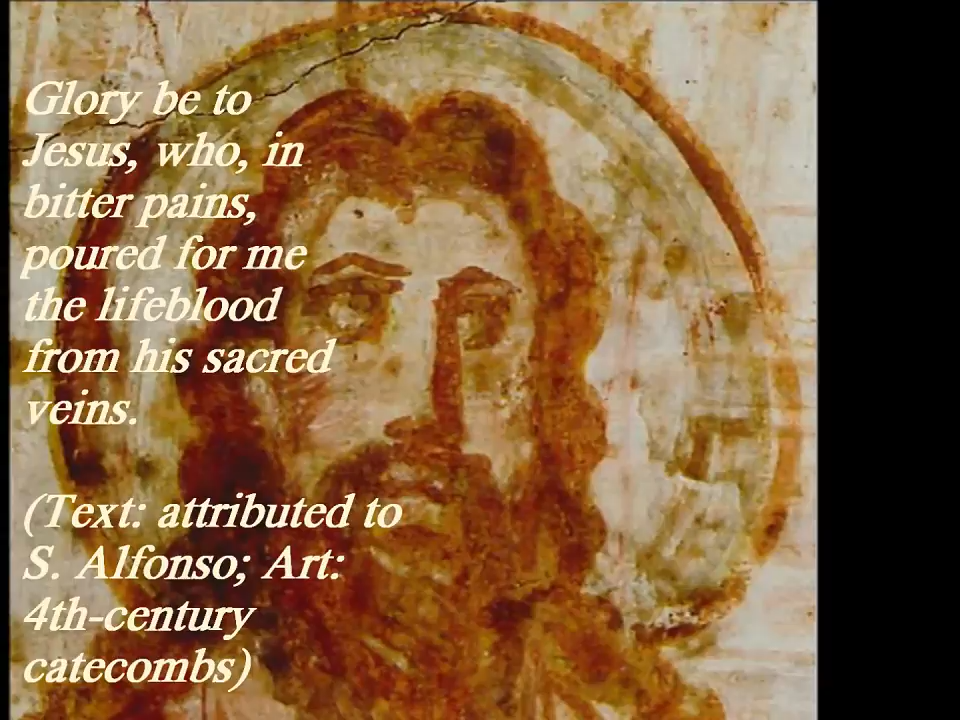 Glory be to
Jesus, who, in
bitter pains,
poured for me
the lifeblood
from his sacred
veins.
(Text: attributed to
S. Alfonso; Art:
4th-century
catecombs)